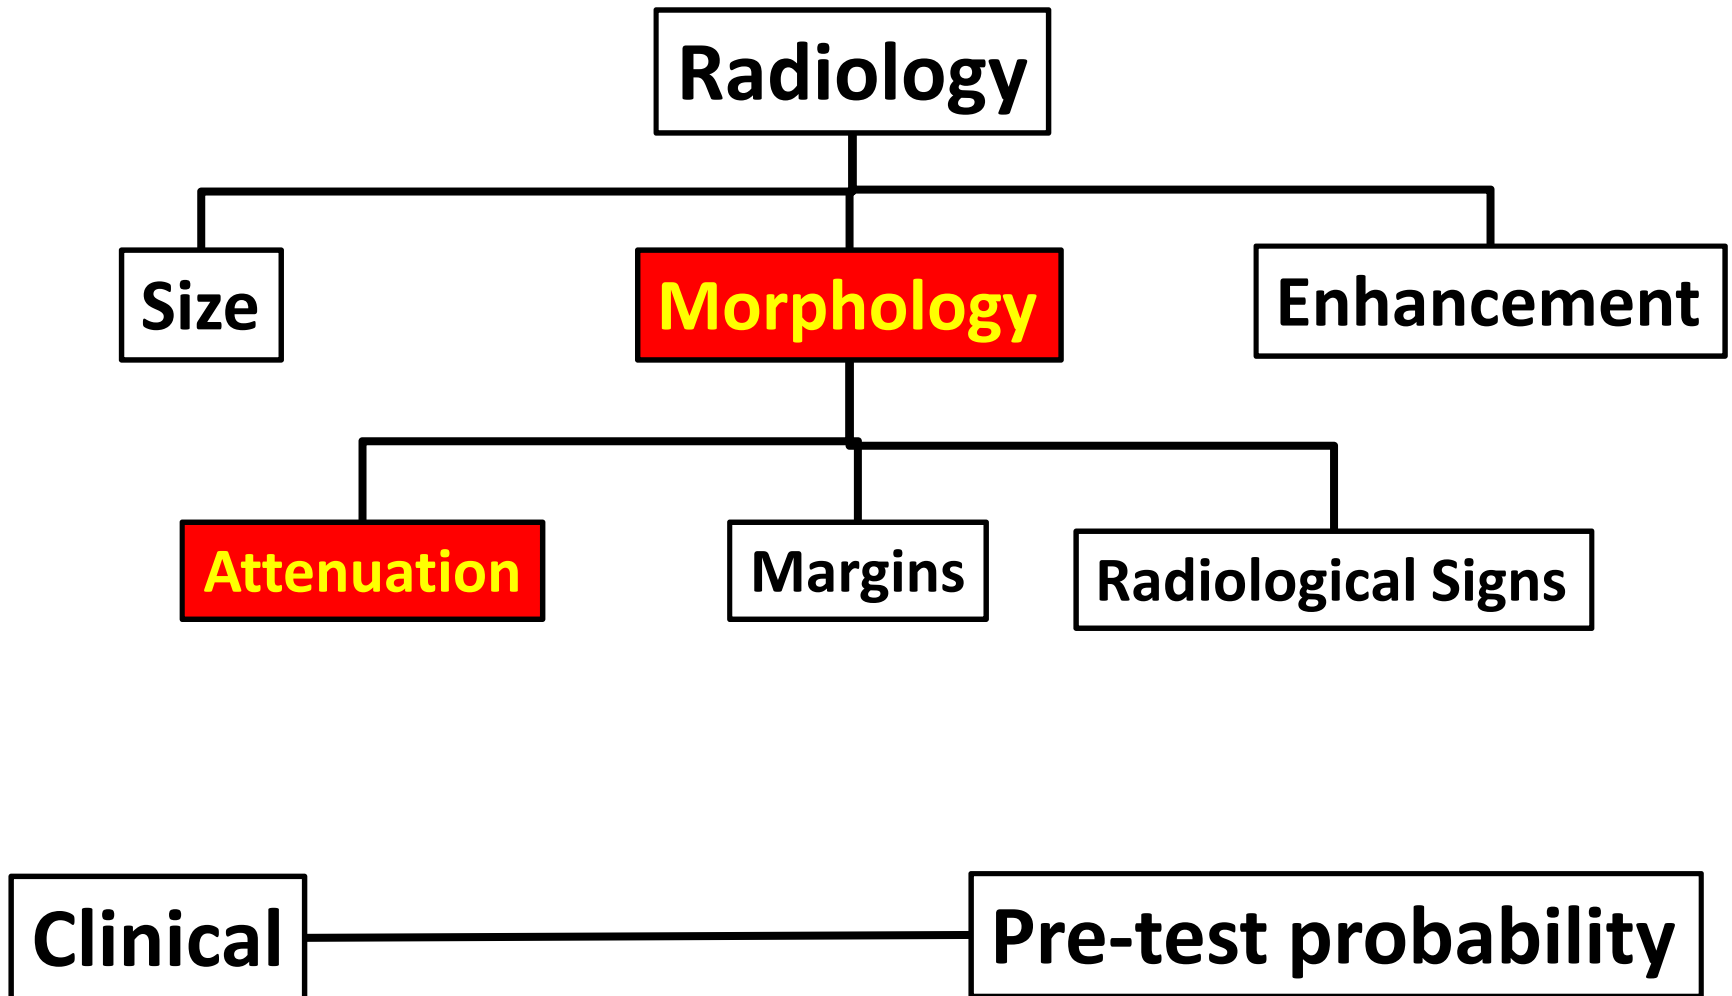 Radiology
Size
Morphology
Enhancement
Attenuation
Margins
Radiological Signs
Clinical
Pre-test probability